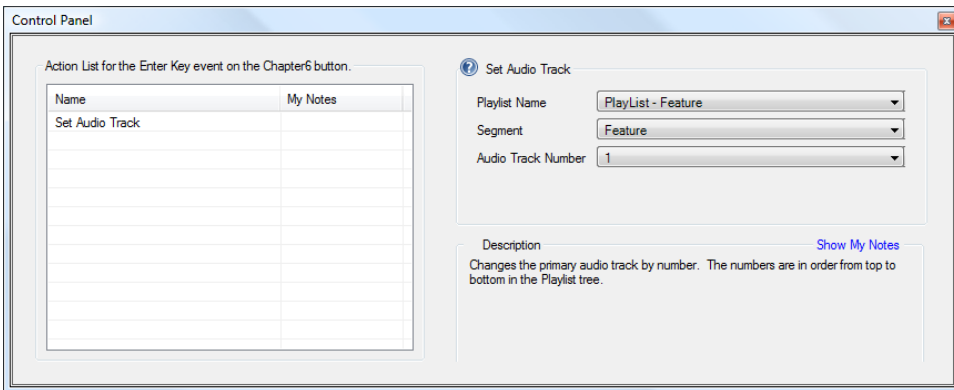 Control Panel
Action List for the Enter Key event on the Chapter6 button.
Name My Notes
Set Audio Track
Set Audio Track
Playlist Name PlayList - Feature
Segment Feature
Audio Track Number 1
Description Show My Notes
Changes the primary audio track by number. The numbers are in order from top to
bottom in the Playlist tree.